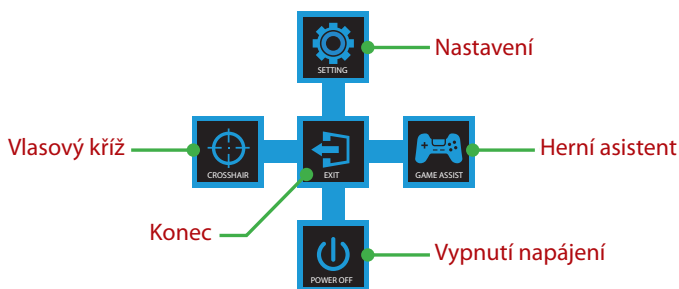 SETTING
Nastavení
Vlasový kříž
CROSSHAIR
EXIT
GAME ASSIST
Herní asistent
Konec
POWER OFF
Vypnutí napájení